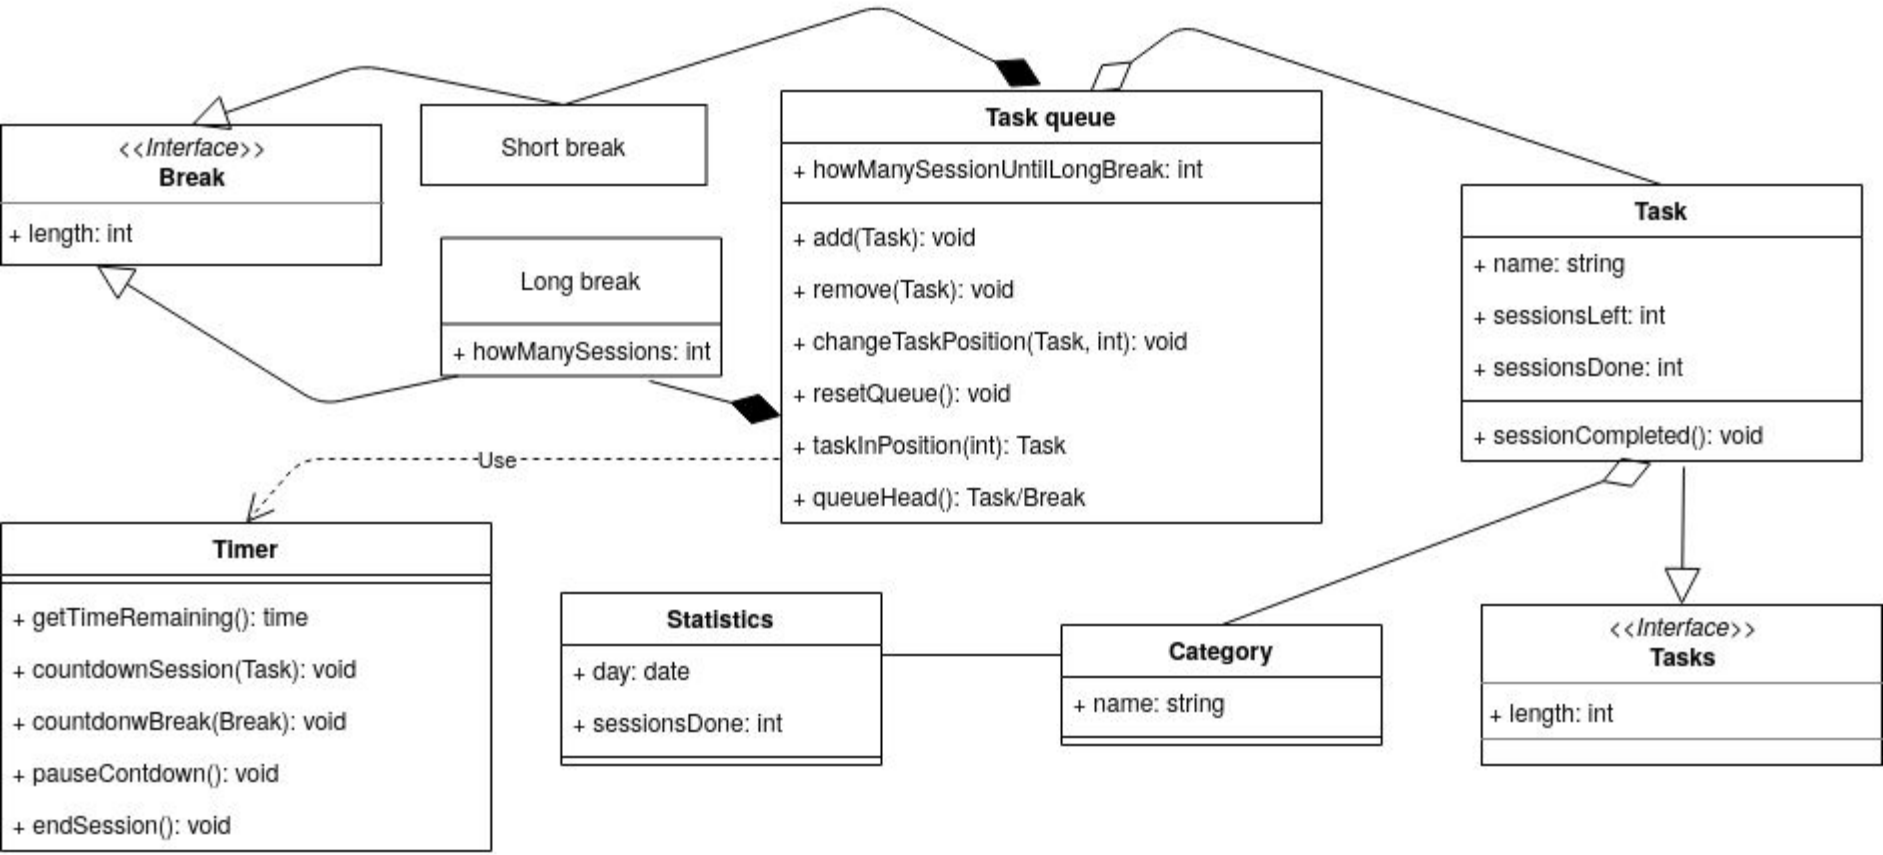 <<Interface>>
Break
+ length: int
Short break
Long break
+ howManySessions: int
Task queue
+ howManySessionUntilLongBreak: int
+ add(Task): void
+ remove(Task): void
+ changeTaskPosition(Task, int): void
+ resetQueue(): void
+ taskInPosition(int): Task
+ queueHead(): Task/Break
Task
+ name: string
+ sessionsLeft: int
+ sessionsDone: int
+ sessionCompleted(): void
Use
Timer
+ getTimeRemaining(): time
+ countdownSession(Task): void
+ countdonwBreak(Break): void
+ pauseContdown(): void
+ endSession(): void
Statistics
+ day: date
+ sessionsDone: int
Category
+ name: string
<<Interface>>
Tasks
+ length: int